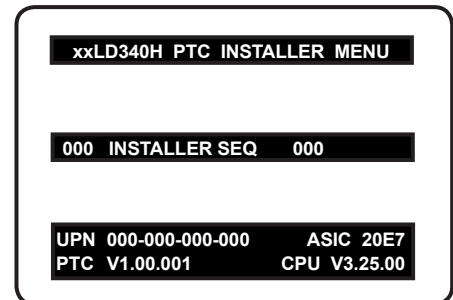 xxLD340H PTC INSTALLER MENU
000 INSTALLER SEQ 000
UPN 000-000-000-000 ASIC 20E7
PTC V1.00.001 CPU V3.25.00